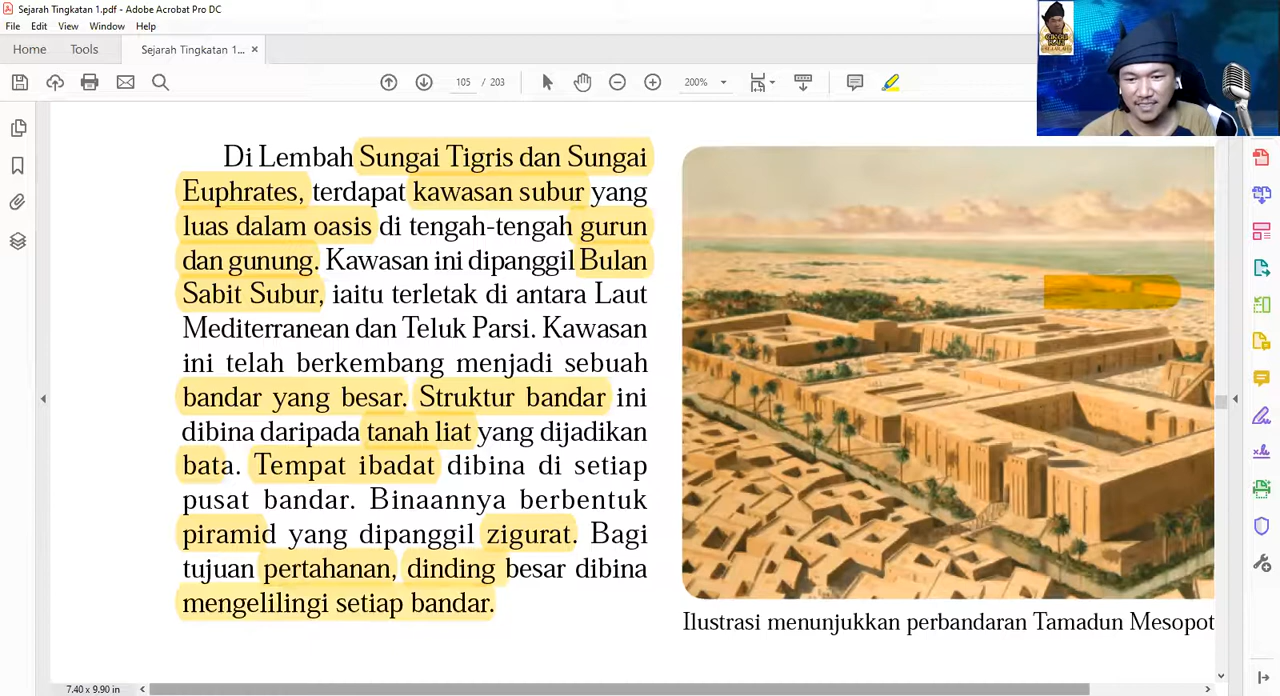 Sejarah Tingkatan 1.pdf - Adobe Acrobat Pro DC
File Edit View Window Help
Home Tools Sejarah Tingkatan 1... ×
105 / 203 200%
Di Lembah Sungai Tigris dan Sungai
Euphrates, terdapat kawasan subur yang
luas dalam oasis di tengah-tengah gurun
dan gunung. Kawasan ini dipanggil Bulan
Sabit Subur, iaitu terletak di antara Laut
Mediterranean dan Teluk Parsi. Kawasan
ini telah berkembang menjadi sebuah
bandar yang besar. Struktur bandar ini
dibina daripada tanah liat yang dijadikan
bata. Tempat ibadat dibina di setiap
pusat bandar. Binaannya berbentuk
piramid yang dipanggil zigurat. Bagi
tujuan pertahanan, dinding besar dibina
mengelilingi setiap bandar.
Ilustrasi menunjukkan perbandaran Tamadun Mesopot
7.40 x 9.90 in